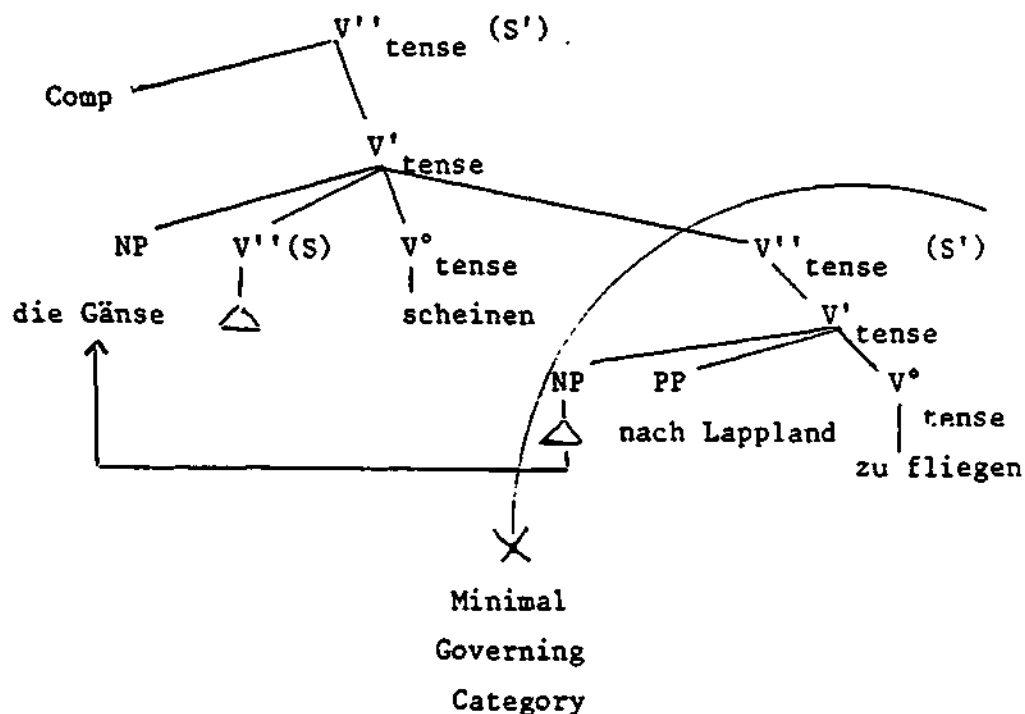 V''tense (S')
Comp
V'tense
NP V''(S) V°tense V''tense (S')
die Gänse scheinen V'tense
NP PP V°
nach Lappland tense
zu fliegen
Minimal
Governing
Category